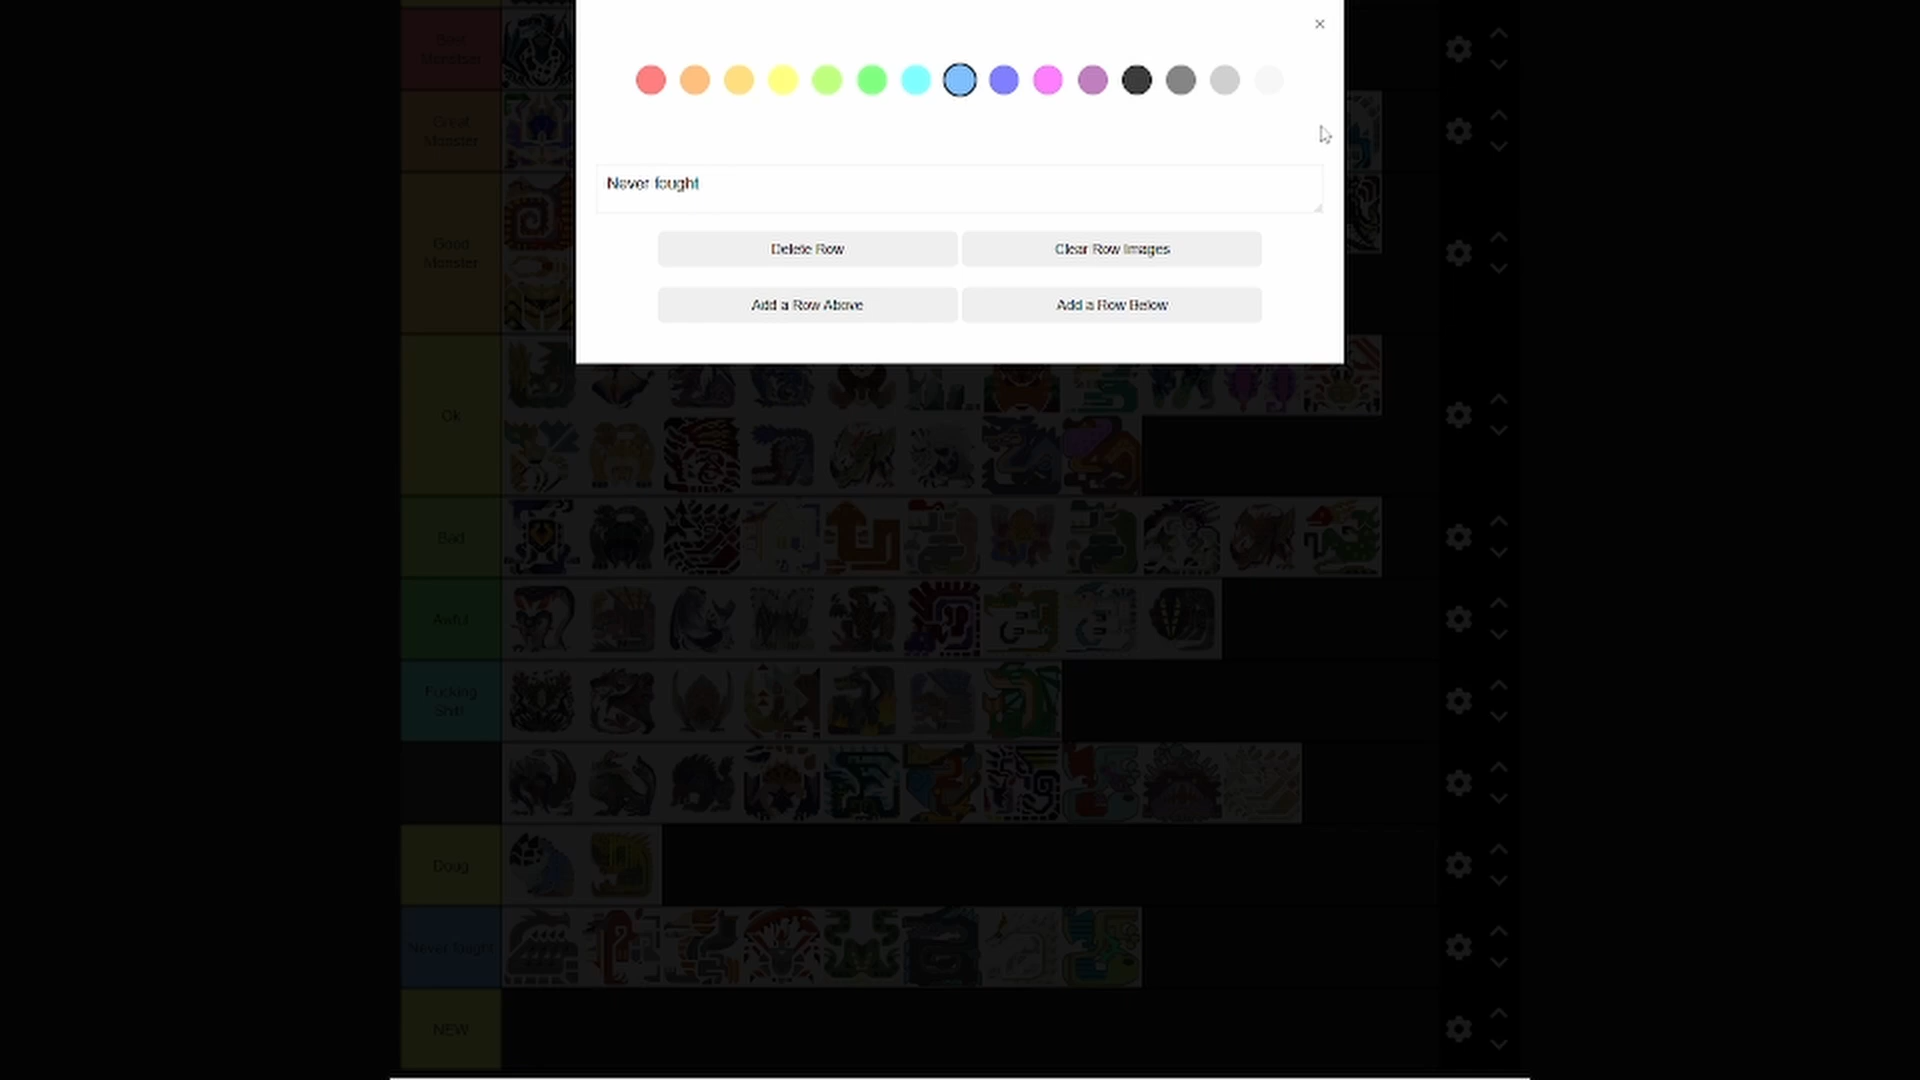 ×
Never fought
Delete Row
Clear Row Images
Add a Row Above
Add a Row Below
Best
Monster
Great
Monster
Good
Monster
Ok
Bad
Awful
Fucking
Shit!
Doug
Never fought
NEW